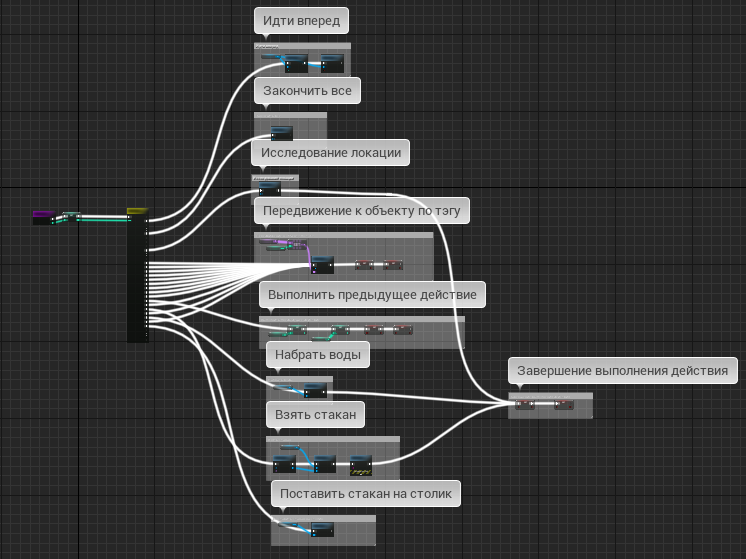 Идти вперед
Закончить все
Исследование локации
Передвижение к объекту по тэгу
Выполнить предыдущее действие
Набрать воды
Завершение выполнения действия
Взять стакан
Поставить стакан на столик